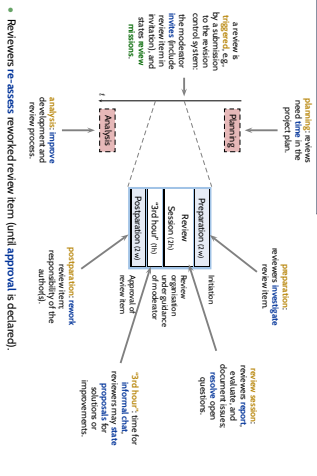 planning: reviews
need time in the
project plan.
a review is
triggered, e.g.,
by a submission
to the revision
control system:
the moderator
invites (include
review item in
invitation), and
states review
missions.
analysis: improve
development and
review process.
Planning
Analysis
t
Preparation (2 w)
Review
Session (2h)
"3rd hour" (1h)
Postparation (2 w)
Initiation
Review
organisation
under guidance
of moderator
Approval of
review item
preparation:
reviewers investigate
review item.
review session:
reviewers report,
evaluate, and
document issues;
resolve open
questions.
"3rd hour": time for
informal chat,
reviewers may state
proposals for
solutions or
improvements.
postparation: rework
review item;
responsibility of the
author(s).
• Reviewers re-assess reworked review item (until approval is declared).